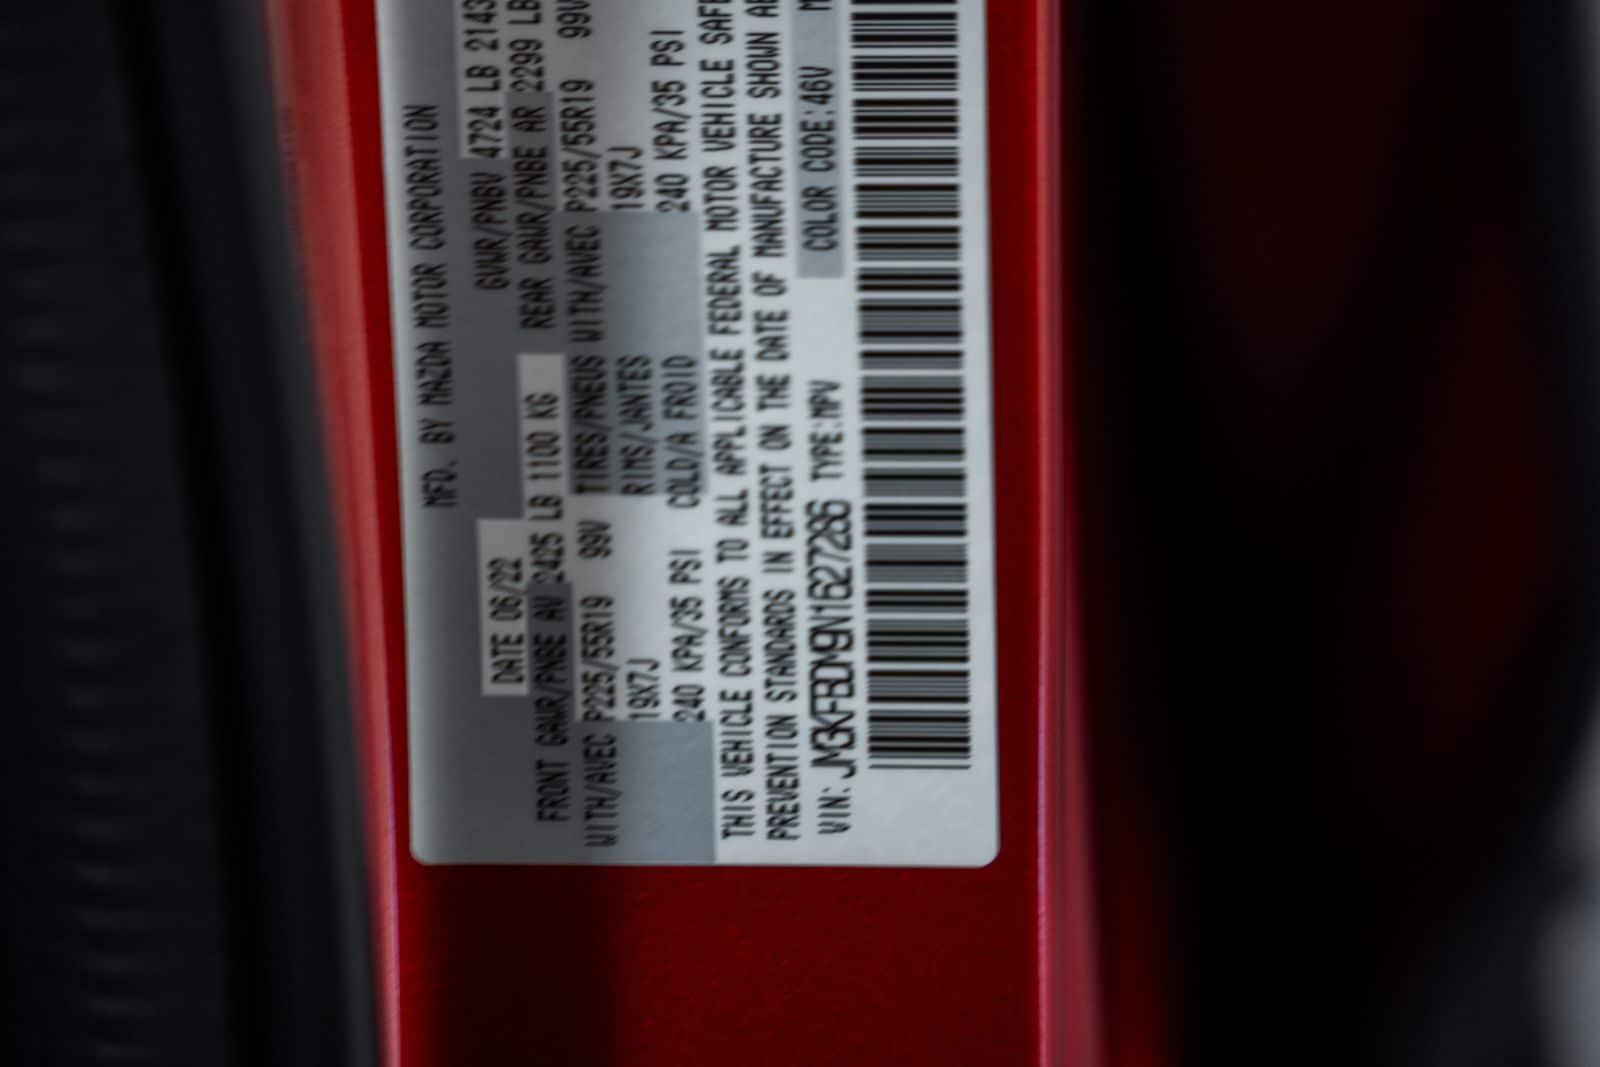 MFD. BY MAZDA MOTOR CORPORATION
DATE 06/22 GVWR/PNBV 4724 LB 2143
FRONT GAWR/PNBE AV 2425 LB 1100 KG REAR GAWR/PNBE AR 2299 LB
WITH/AVEC P225/55R19 99V TIRES/PNEUS WITH/AVEC P225/55R19 99V
19X7J RIMS/JANTES 19X7J
240 KPA/35 PSI COLD/A FROID 240 KPA/35 PSI
THIS VEHICLE CONFORMS TO ALL APPLICABLE FEDERAL MOTOR VEHICLE SAFE
PREVENTION STANDARDS IN EFFECT ON THE DATE OF MANUFACTURE SHOWN
VIN: JM3KFBDM9N1627286 TYPE:MPV COLOR CODE:46V